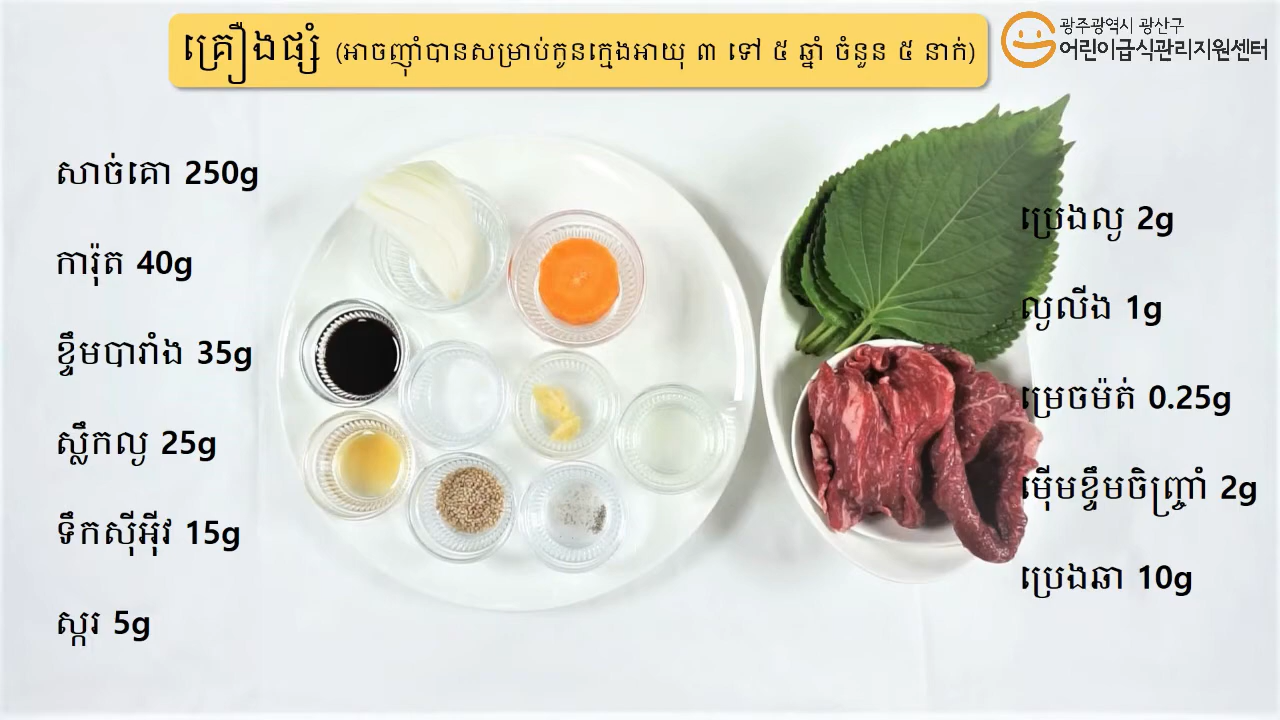 គ្រឿងផ្សំ (អាចញ៉ាំបានសម្រាប់កូនក្មេងអាយុ ៣ ទៅ ៥ ឆ្នាំ ចំនួន ៥ នាក់)
광주광역시 광산구
어린이급식관리지원센터
សាច់គោ 250g
ការ៉ុត 40g
ខ្ទឹមបារាំង 35g
ស្លឹកល្ង 25g
ទឹកស៊ីអ៊ីវ 15g
ស្ករ 5g
ប្រេងល្ង 2g
ល្ងលីង 1g
ម្រេចម៉ត់ 0.25g
ម៉ើមខ្ទឹមចិញ្ច្រាំ 2g
ប្រេងឆា 10g